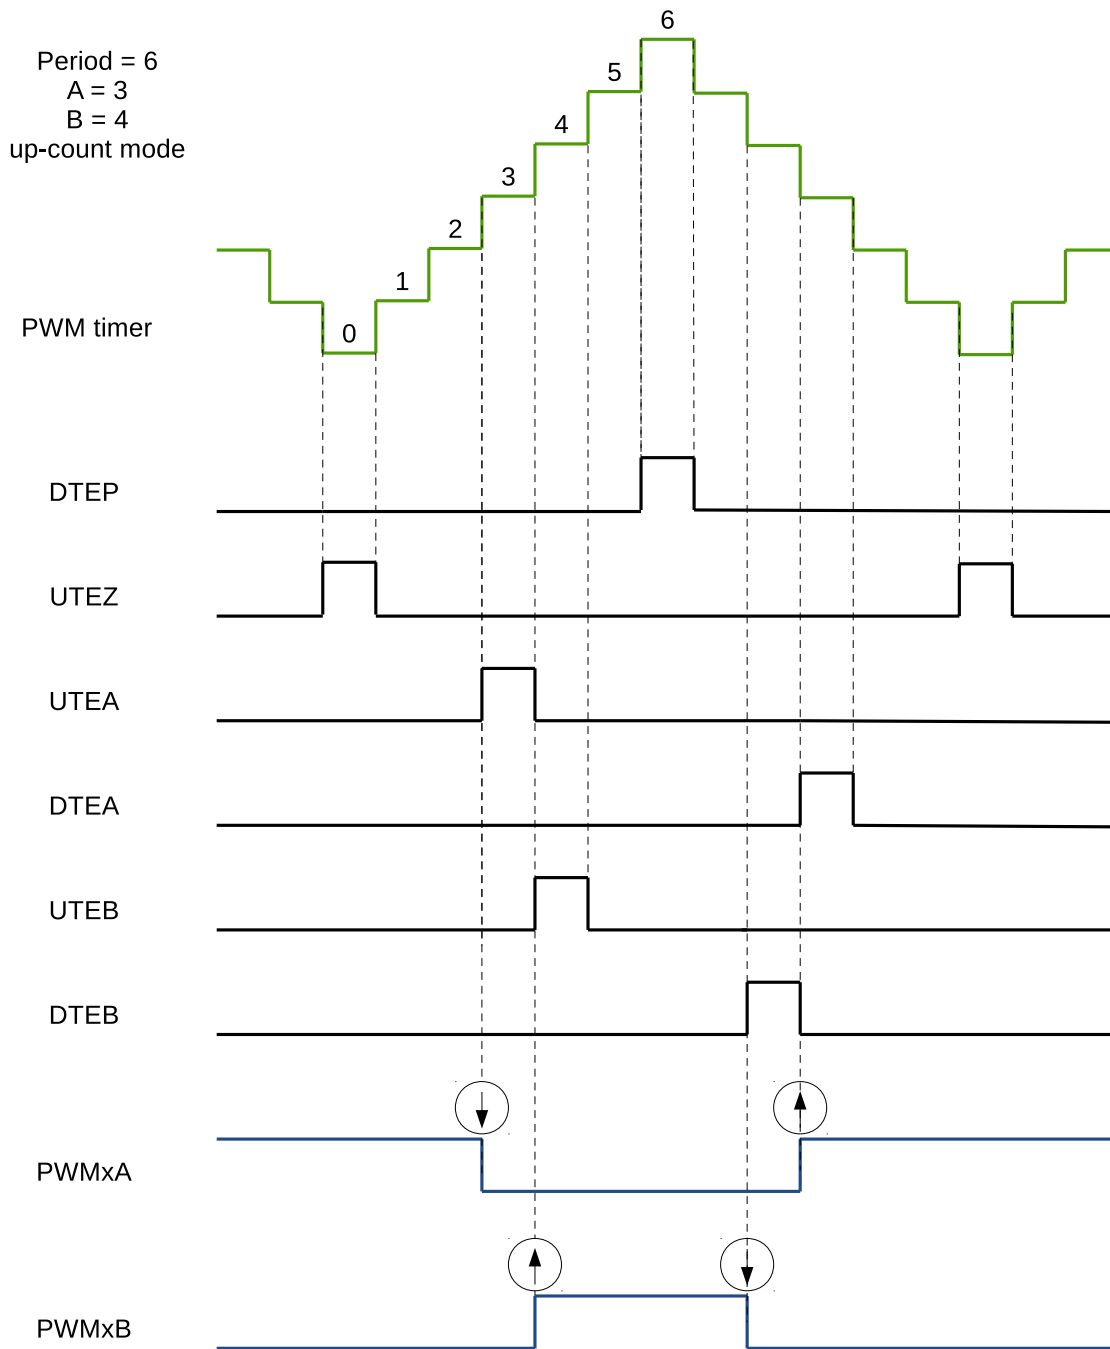 6
Period = 6
A = 3
B = 4
up-count mode
5
4
3
2
1
0
PWM timer
DTEP
UTEZ
UTEA
DTEA
UTEB
DTEB
PWMxA
PWMxB